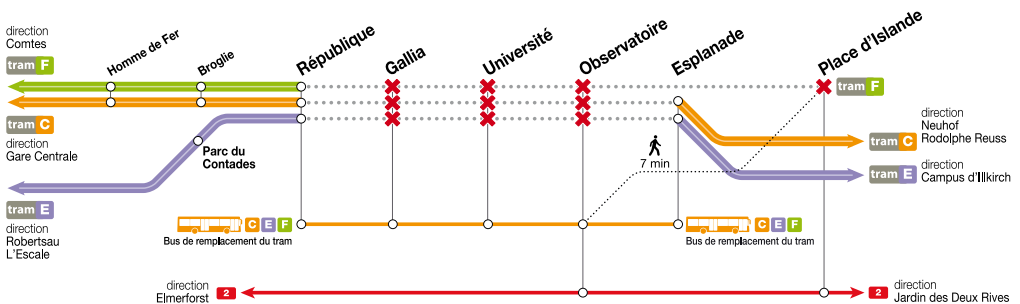 direction
Comtes
tram F
Homme de Fer
Broglie
République
Gallia
Université
Observatoire
Esplanade
Place d'Islande
tram F
tram C
direction
Gare Centrale
Parc du
Contades
7 min
tram C
direction
Neuhof
Rodolphe Reuss
tram E
direction
Campus d'Illkirch
tram E
direction
Robertsau
L'Escale
C E F
Bus de remplacement du tram
C E F
Bus de remplacement du tram
direction
Elmerforst
2
2
direction
Jardin des Deux Rives